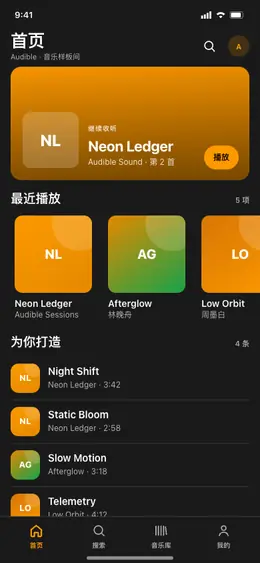 9:41
首页
Audible · 音乐样板间
A
NL
继续收听
Neon Ledger
Audible Sound · 第 2 首
播放
最近播放
5 项
NL
AG
LO
Neon Ledger
Afterglow
Low Orbit
Audible Sessions
林晚舟
周墨白
为你打造
4 条
NL
Night Shift
Neon Ledger · 3:42
NL
Static Bloom
Neon Ledger · 2:58
AG
Slow Motion
Afterglow · 3:18
LO
Telemetry
Low Orbit · 4:12
首页
搜索
音乐库
我的